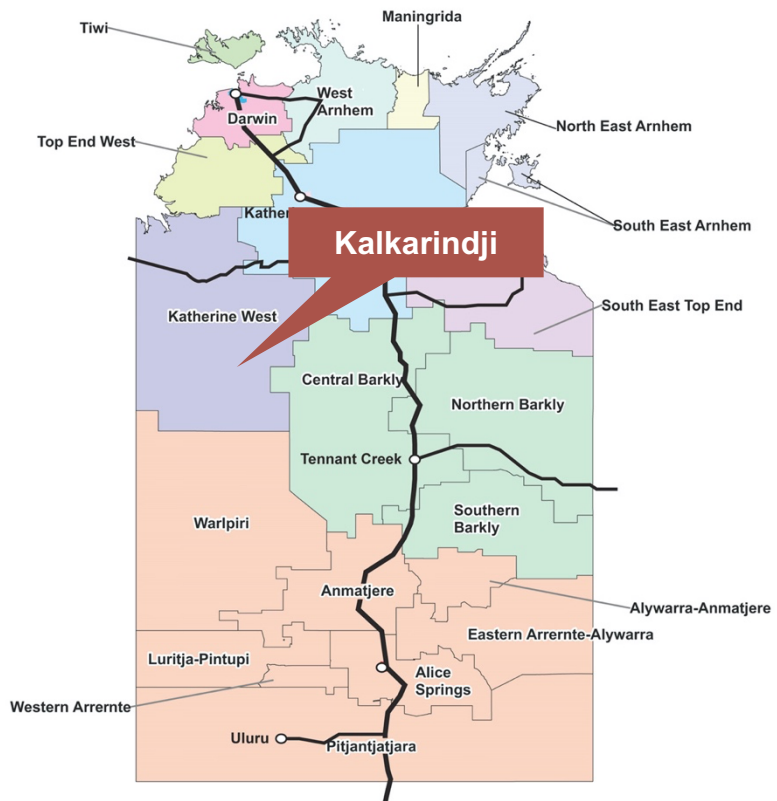 Maningrida
Tiwi
West
Arnhem
Darwin
North East Arnhem
Top End West
Kather
South East Arnhem
Kalkarindji
South East Top End
Katherine West
Central Barkly
Northern Barkly
Tennant Creek
Southern
Barkly
Warlpiri
Anmatjere
Alywarra-Anmatjere
Eastern Arrernte-Alywarra
Luritja-Pintupi
Alice
Springs
Western Arrernte
Uluru
Pitjantjatjara